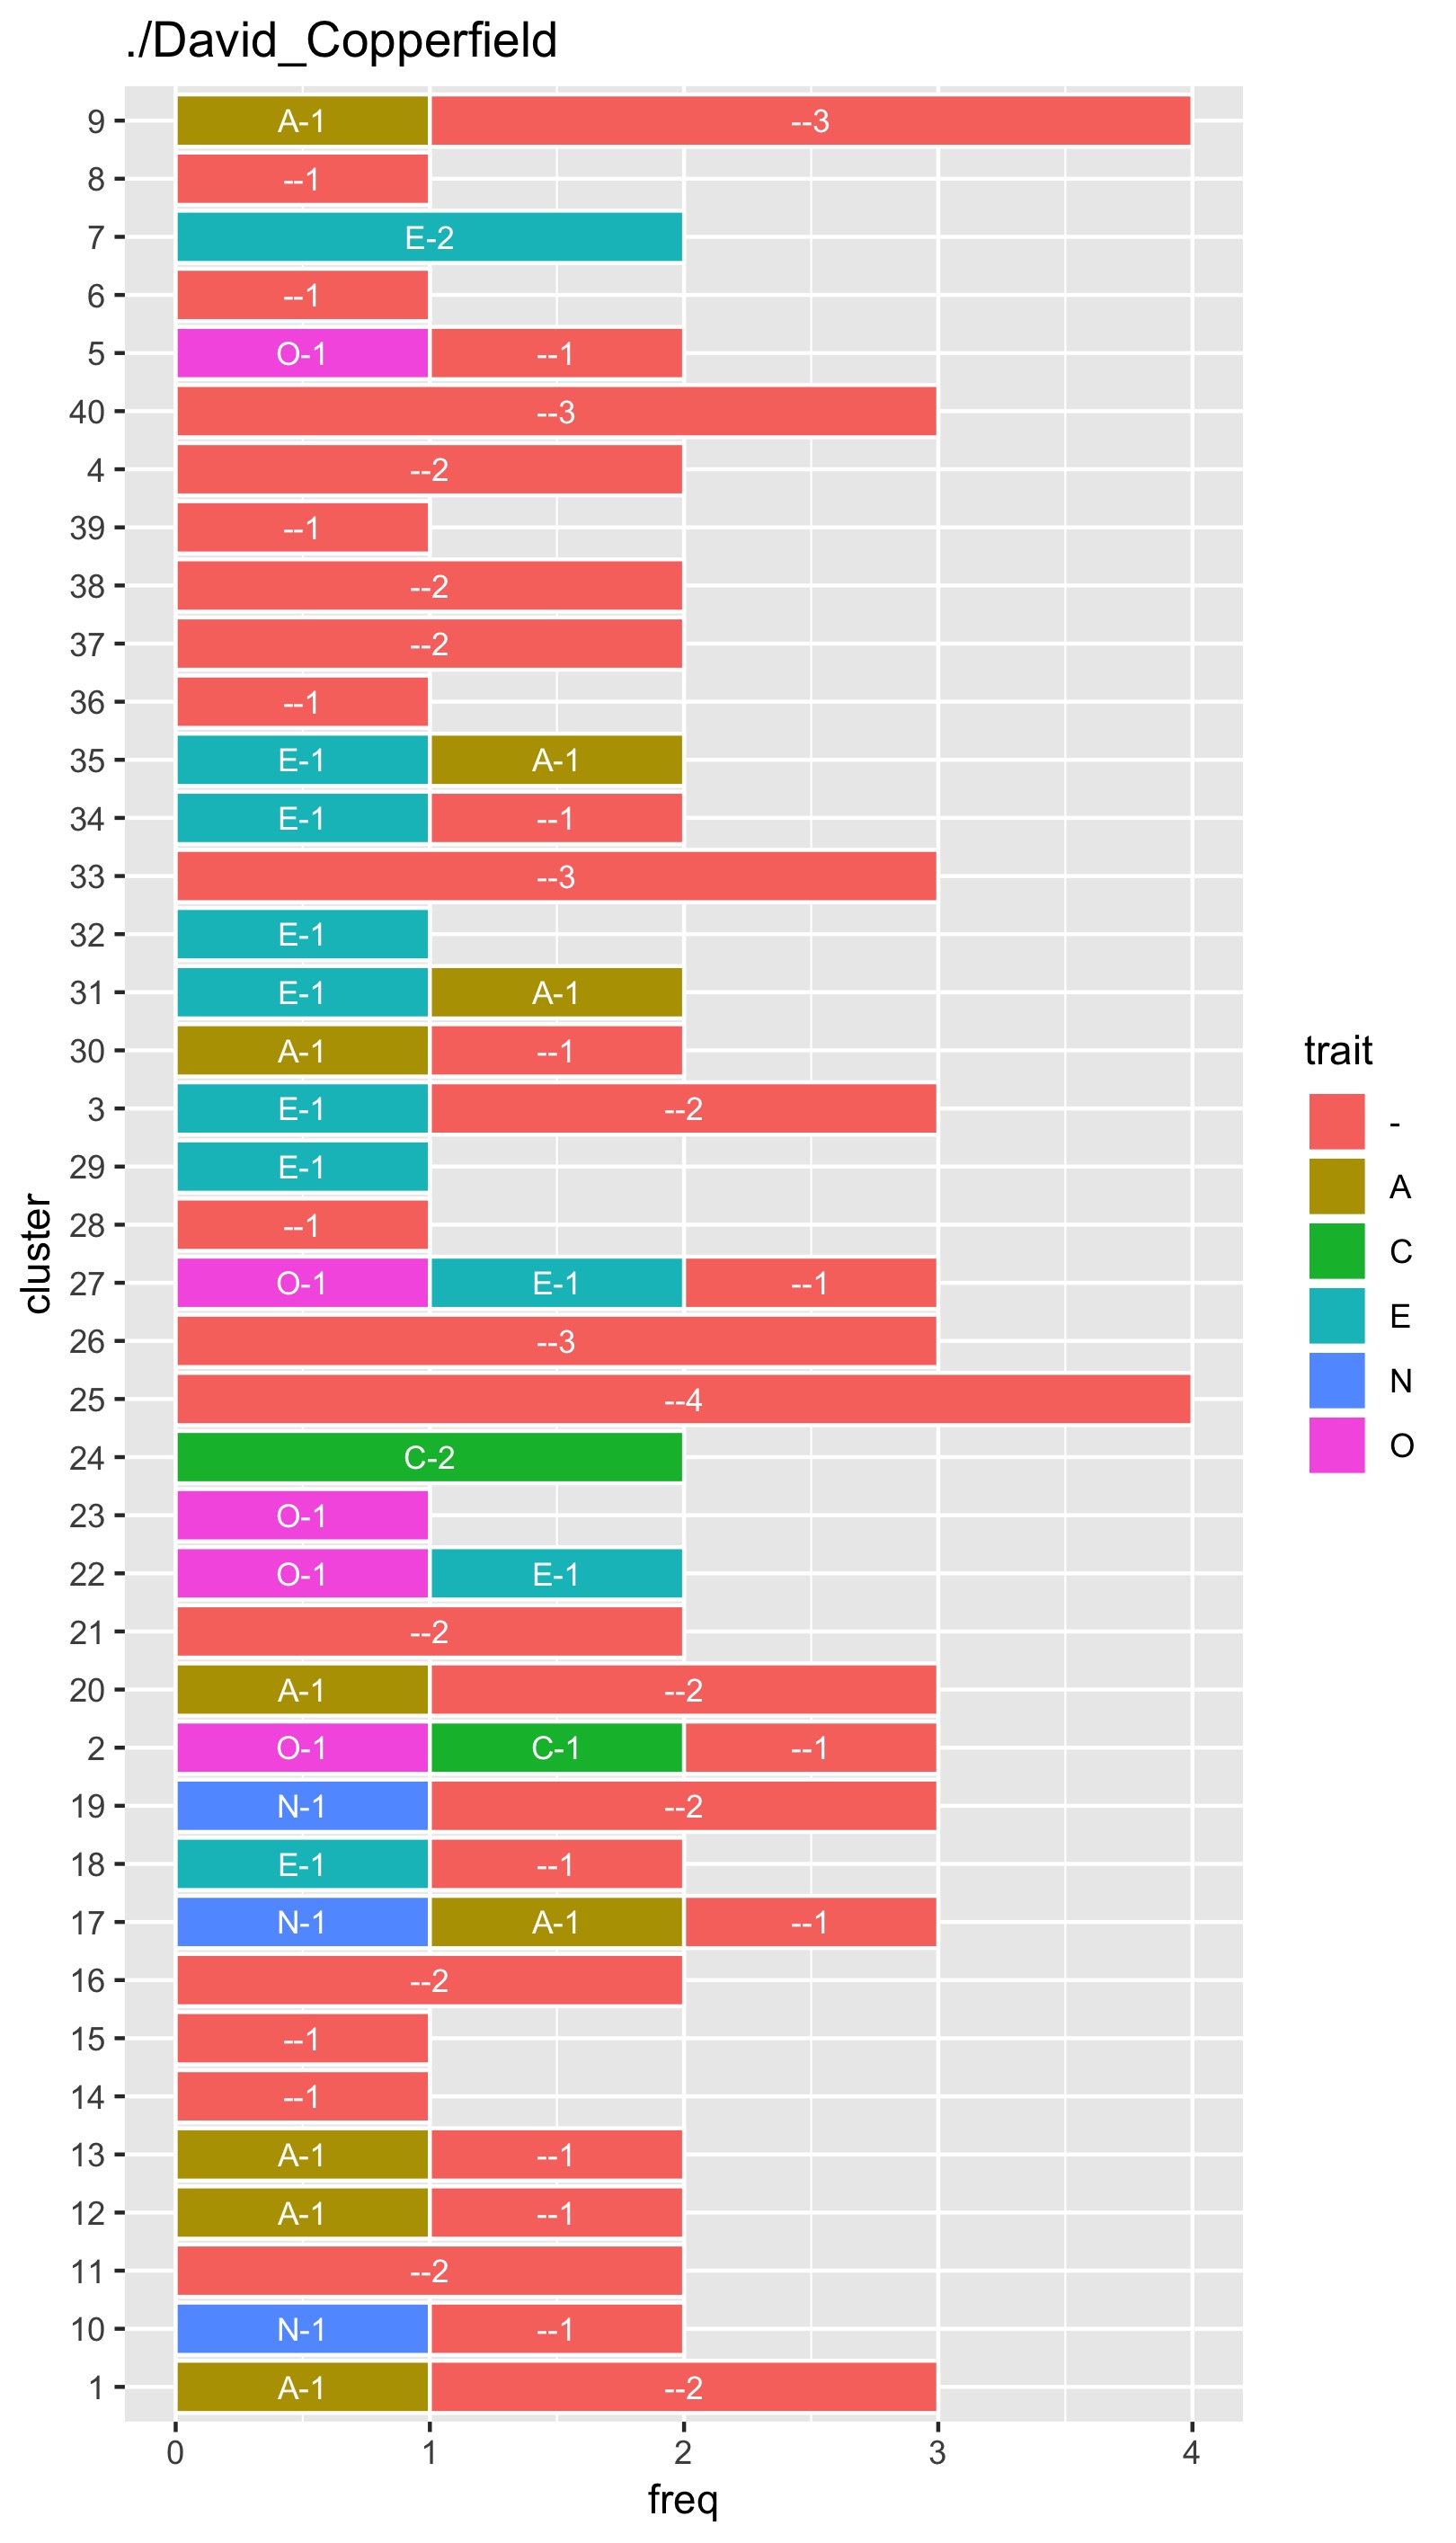 ./David_Copperfield
9 A-1 --3
8 --1
7 E-2
6 --1
5 O-1 --1
40 --3
4 --2
39 --1
38 --2
37 --2
36 --1
35 E-1 A-1
34 E-1 --1
33 --3
32 E-1
31 E-1 A-1
30 A-1 --1
3 E-1 --2
29 E-1
28 --1
27 O-1 E-1 --1
26 --3
25 --4
24 C-2
23 O-1
22 O-1 E-1
21 --2
20 A-1 --2
2 O-1 C-1 --1
19 N-1 --2
18 E-1 --1
17 N-1 A-1 --1
16 --2
15 --1
14 --1
13 A-1 --1
12 A-1 --1
11 --2
10 N-1 --1
1 A-1 --2
0 1 2 3 4
freq
cluster
trait
-
A
C
E
N
O